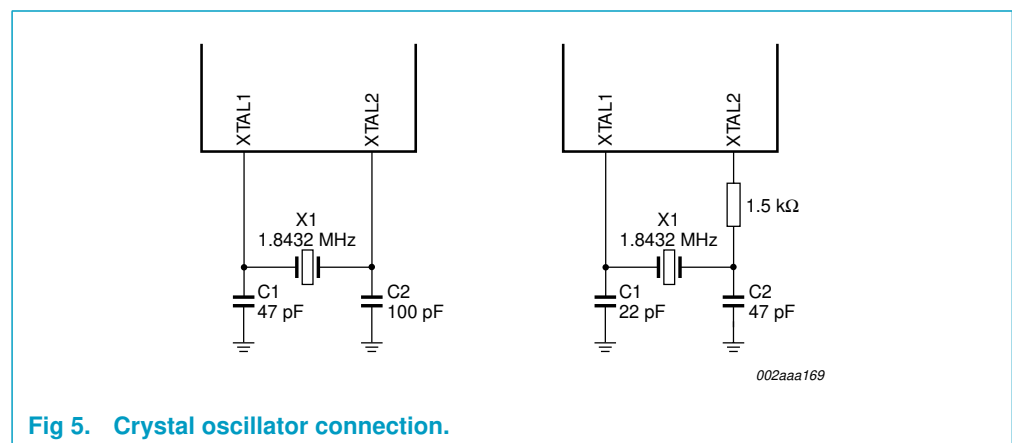 XTAL1
XTAL2
X1
1.8432 MHz
C1
47 pF
C2
100 pF
XTAL1
XTAL2
1.5 kΩ
X1
1.8432 MHz
C1
22 pF
C2
47 pF
002aaa169
Fig 5. Crystal oscillator connection.